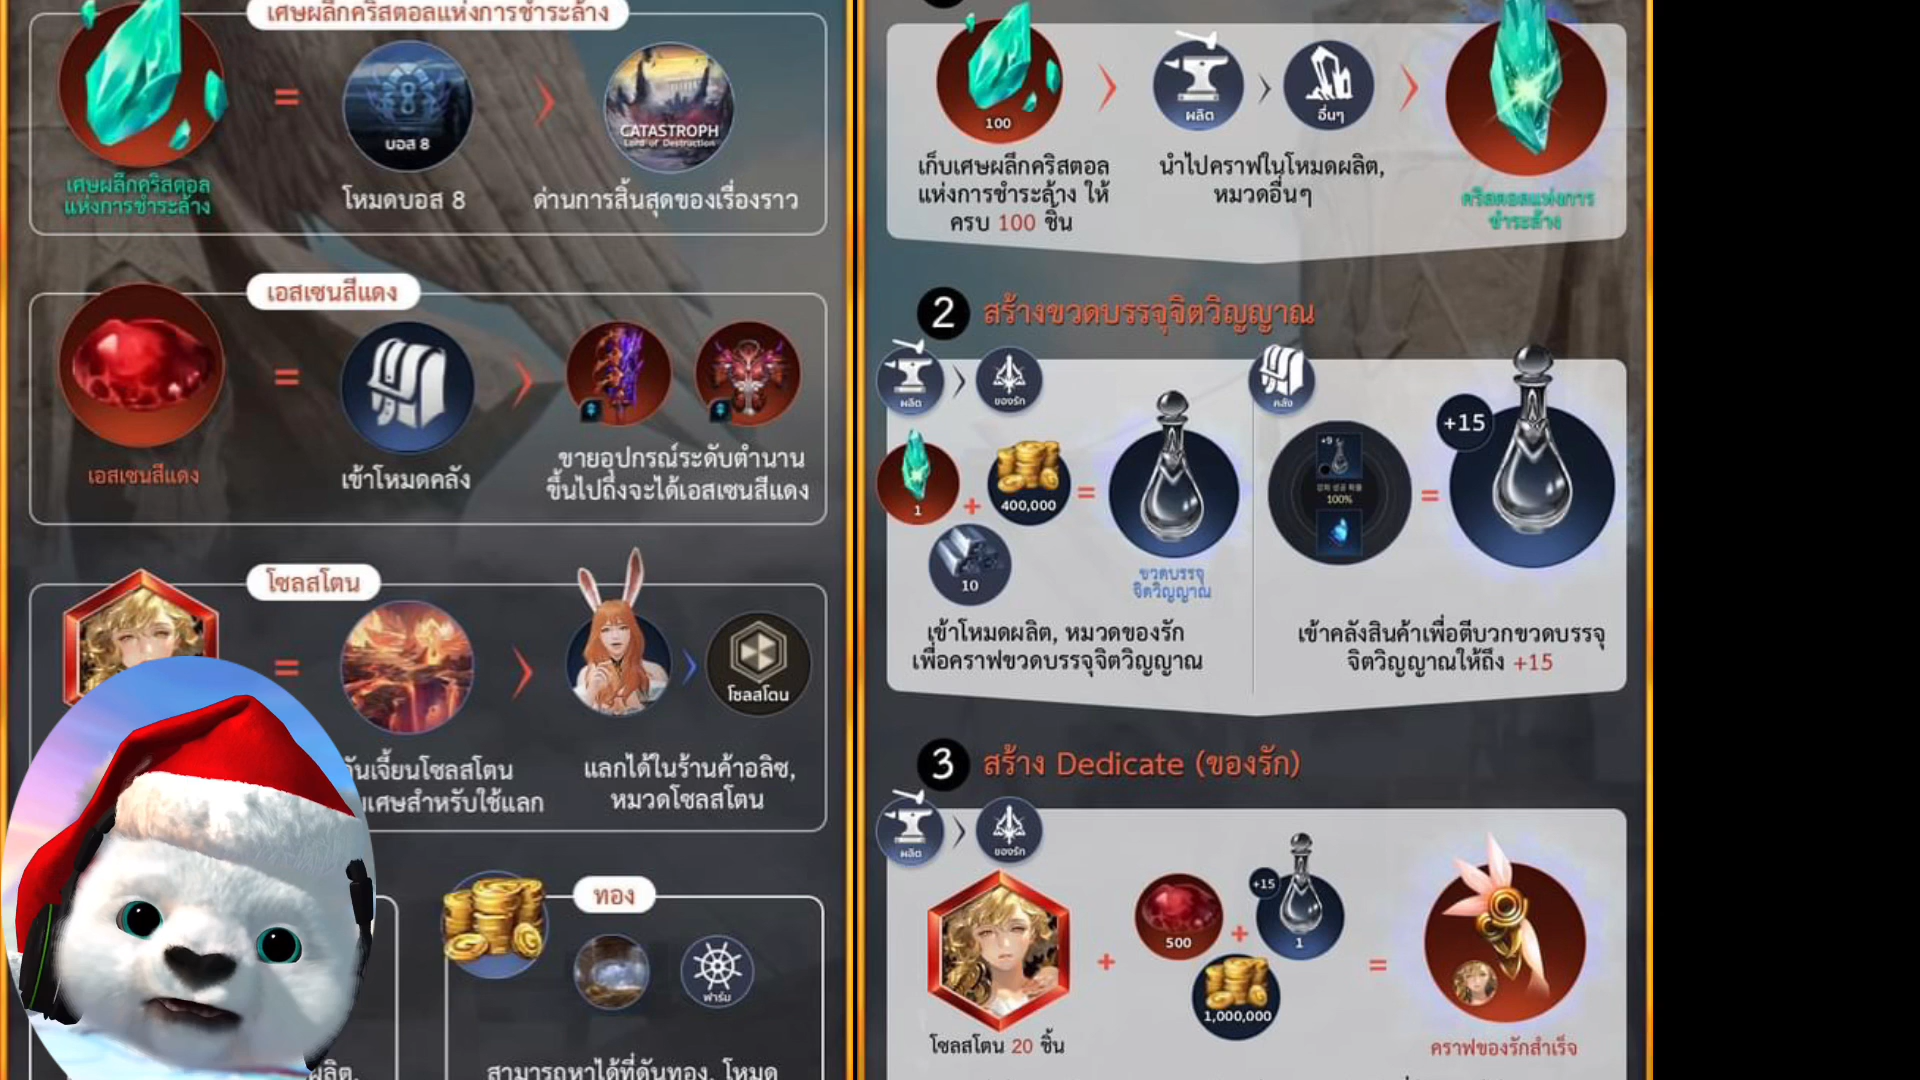 เศษผลึกคริสตอลแห่งการชำระล้าง
บอส 8
CATASTROPH
Lord of Destruction
เศษผลึกคริสตอล
แห่งการชำระล้าง
โหมดบอส 8
ด่านการสิ้นสุดของเรื่องราว
เอสเซนสีแดง
เอสเซนสีแดง
เข้าโหมดคลัง
ขายอุปกรณ์ระดับตำนาน
ขึ้นไปถึงจะได้เอสเซนสีแดง
โซลสโตน
โซลสโตน
ดันเจี้ยนโซลสโตน
เศษสำหรับใช้แลก
แลกได้ในร้านค้าอลิซ,
หมวดโซลสโตน
ทอง
ฟาร์ม
ผลิต,
สามารถหาได้ที่ดันทอง, โหมด
100
ผลิต
อื่นๆ
เก็บเศษผลึกคริสตอล
แห่งการชำระล้าง ให้
ครบ 100 ชิ้น
นำไปคราฟในโหมดผลิต,
หมวดอื่นๆ
คริสตอลแห่งการ
ชำระล้าง
2 สร้างขวดบรรจุจิตวิญญาณ
ผลิต
ของรัก
1
400,000
10
ขวดบรรจุ
จิตวิญญาณ
เข้าโหมดผลิต, หมวดของรัก
เพื่อคราฟขวดบรรจุจิตวิญญาณ
คลัง
+9
강화 성공 확률
100%
+15
เข้าคลังสินค้าเพื่อตีบวกขวดบรรจุ
จิตวิญญาณให้ถึง +15
3 สร้าง Dedicate (ของรัก)
ผลิต
ของรัก
500
+15
1
1,000,000
โซลสโตน 20 ชิ้น
คราฟของรักสำเร็จ